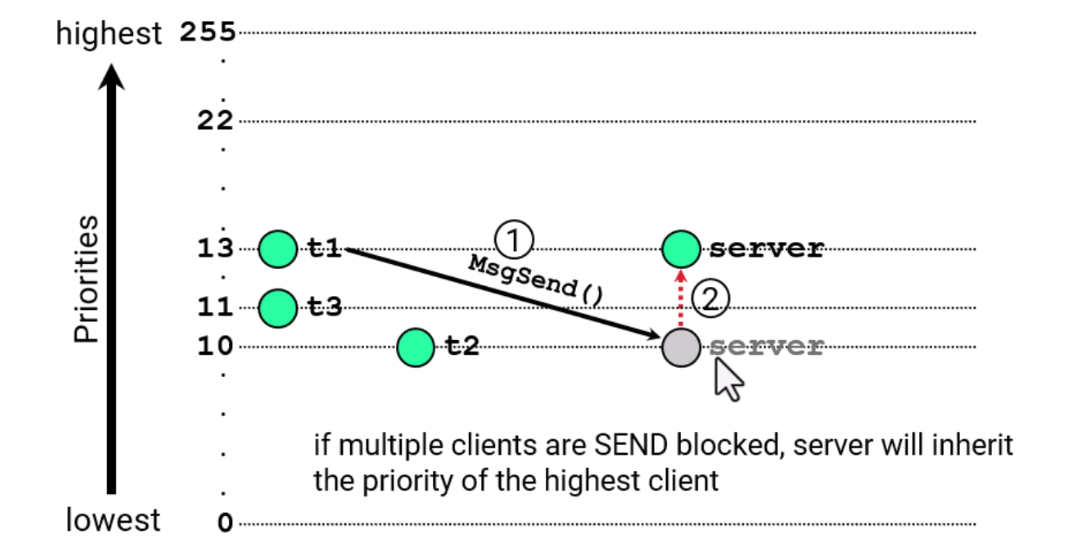 highest 255
22
Priorities
13 t1 ① server
MsgSend()
②
11 t3
10 t2 server
if multiple clients are SEND blocked, server will inherit
the priority of the highest client
lowest 0